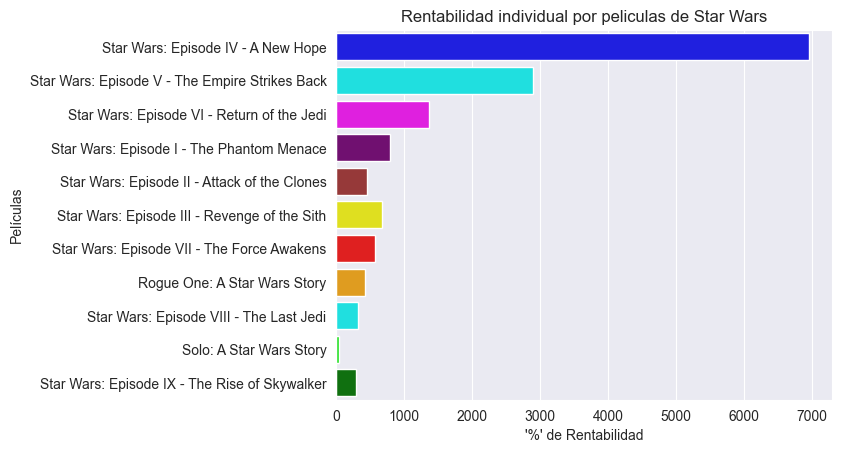 Rentabilidad individual por peliculas de Star Wars
Películas
Star Wars: Episode IV - A New Hope
Star Wars: Episode V - The Empire Strikes Back
Star Wars: Episode VI - Return of the Jedi
Star Wars: Episode I - The Phantom Menace
Star Wars: Episode II - Attack of the Clones
Star Wars: Episode III - Revenge of the Sith
Star Wars: Episode VII - The Force Awakens
Rogue One: A Star Wars Story
Star Wars: Episode VIII - The Last Jedi
Solo: A Star Wars Story
Star Wars: Episode IX - The Rise of Skywalker
0 1000 2000 3000 4000 5000 6000 7000
'%' de Rentabilidad